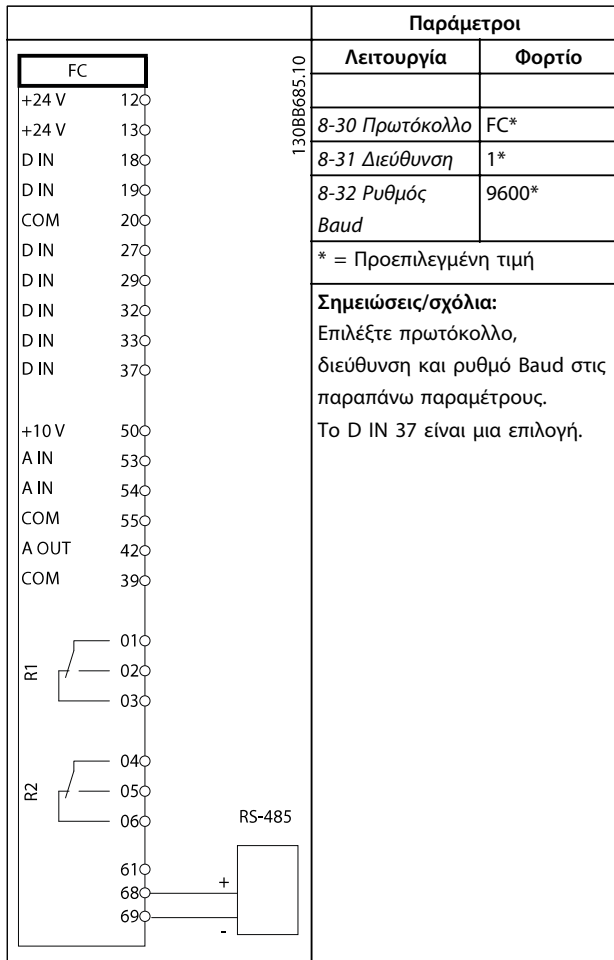 Παράμετροι
Λειτουργία Φορτίο
8-30 Πρωτόκολλο FC*
8-31 Διεύθυνση 1*
8-32 Ρυθμός 9600*
Baud
* = Προεπιλεγμένη τιμή
Σημειώσεις/σχόλια:
Επιλέξτε πρωτόκολλο,
διεύθυνση και ρυθμό Baud στις
παραπάνω παραμέτρους.
Το D IN 37 είναι μια επιλογή.
FC
130BB685.10
+24 V 12
+24 V 13
D IN 18
D IN 19
COM 20
D IN 27
D IN 29
D IN 32
D IN 33
D IN 37
+10 V 50
A IN 53
A IN 54
COM 55
A OUT 42
COM 39
R1
01
02
03
R2
04
05
06
RS-485
61
68 +
69 -